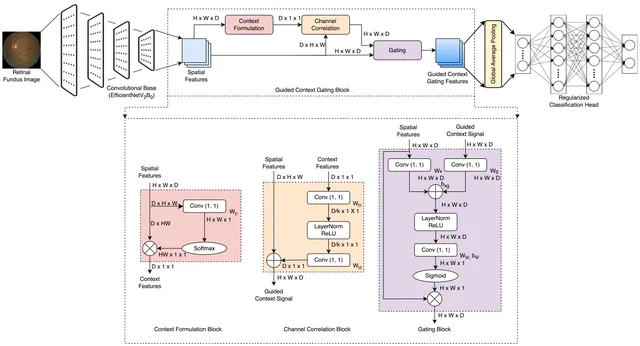 Retinal
Fundus Image
Convolutional Base
(EfficientNetV2B0)
H x W x D
Spatial
Features
Context
Formulation
D x 1 x 1
Channel
Correlation
D x H x W
H x W x D
H x W x D
Gating
Guided Context
Gating Features
Guided Context Gating Block
Global Average Pooling
Regularized
Classification Head
Spatial
Features
H x W x D
D x H x W
Conv (1, 1)
Wc
H x W x 1
D x HW
Softmax
HW x 1 x 1
D x 1 x 1
Context
Features
Context Formulation Block
Spatial
Features
Context
Features
D x H x W
D x 1 x 1
Conv (1, 1)
D/k x 1 X 1
LayerNorm
ReLU
D/k x 1 x 1
Conv (1, 1)
D x 1 x 1
H x W x D
Guided
Context Signal
Channel Correlation Block
Spatial
Features
Guided
Context Signal
H x W x D
H x W x D
Conv (1, 1)
Wx
Conv (1, 1)
Wg
H x W x D
H x W x D
bxg
H x W x D
LayerNorm
ReLU
H x W x D
Conv (1, 1)
H x W x 1
Sigmoid
H x W x 1
H x W x D
Gating Block